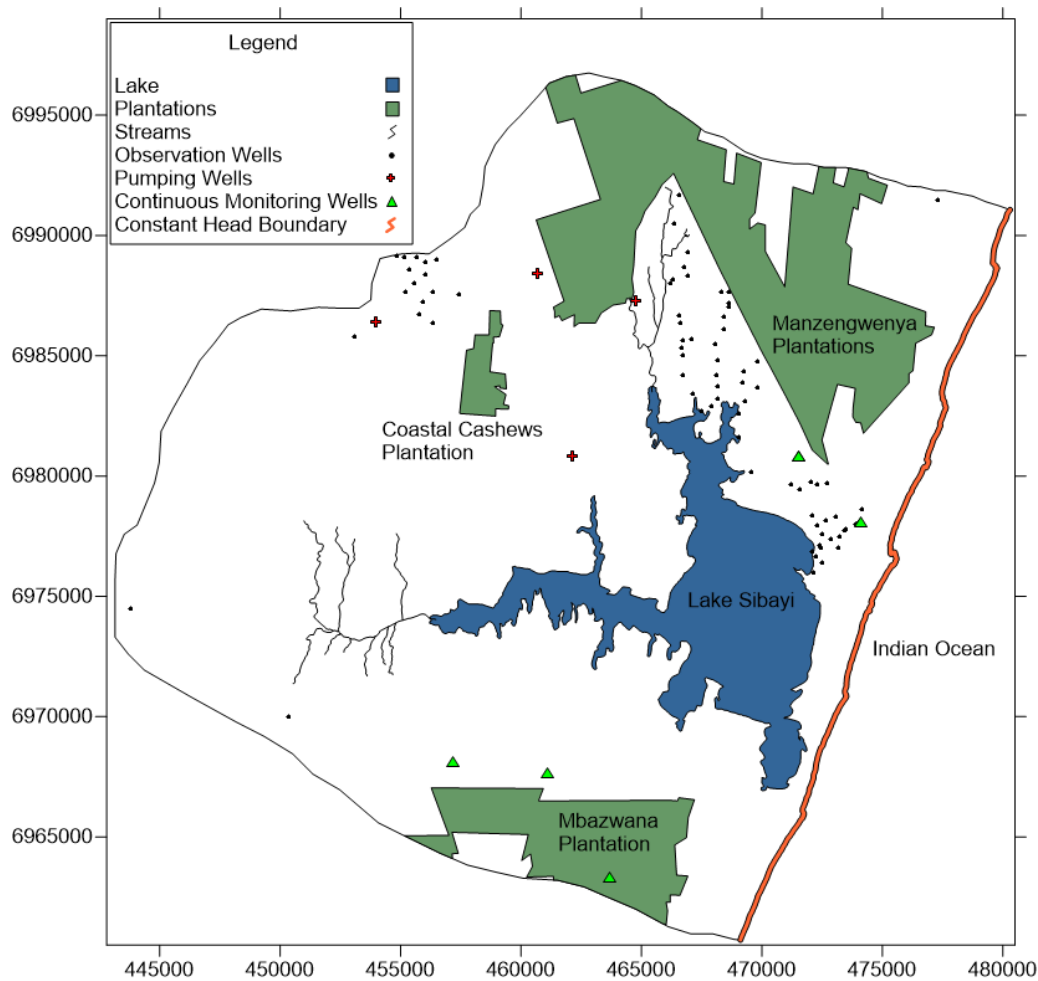 Legend
Lake
Plantations
Streams
Observation Wells
Pumping Wells
Continuous Monitoring Wells
Constant Head Boundary
6995000
6990000
6985000
6980000
6975000
6970000
6965000
Manzengwenya
Plantations
Coastal Cashews
Plantation
Lake Sibayi
Indian Ocean
Mbazwana
Plantation
445000 450000 455000 460000 465000 470000 475000 480000